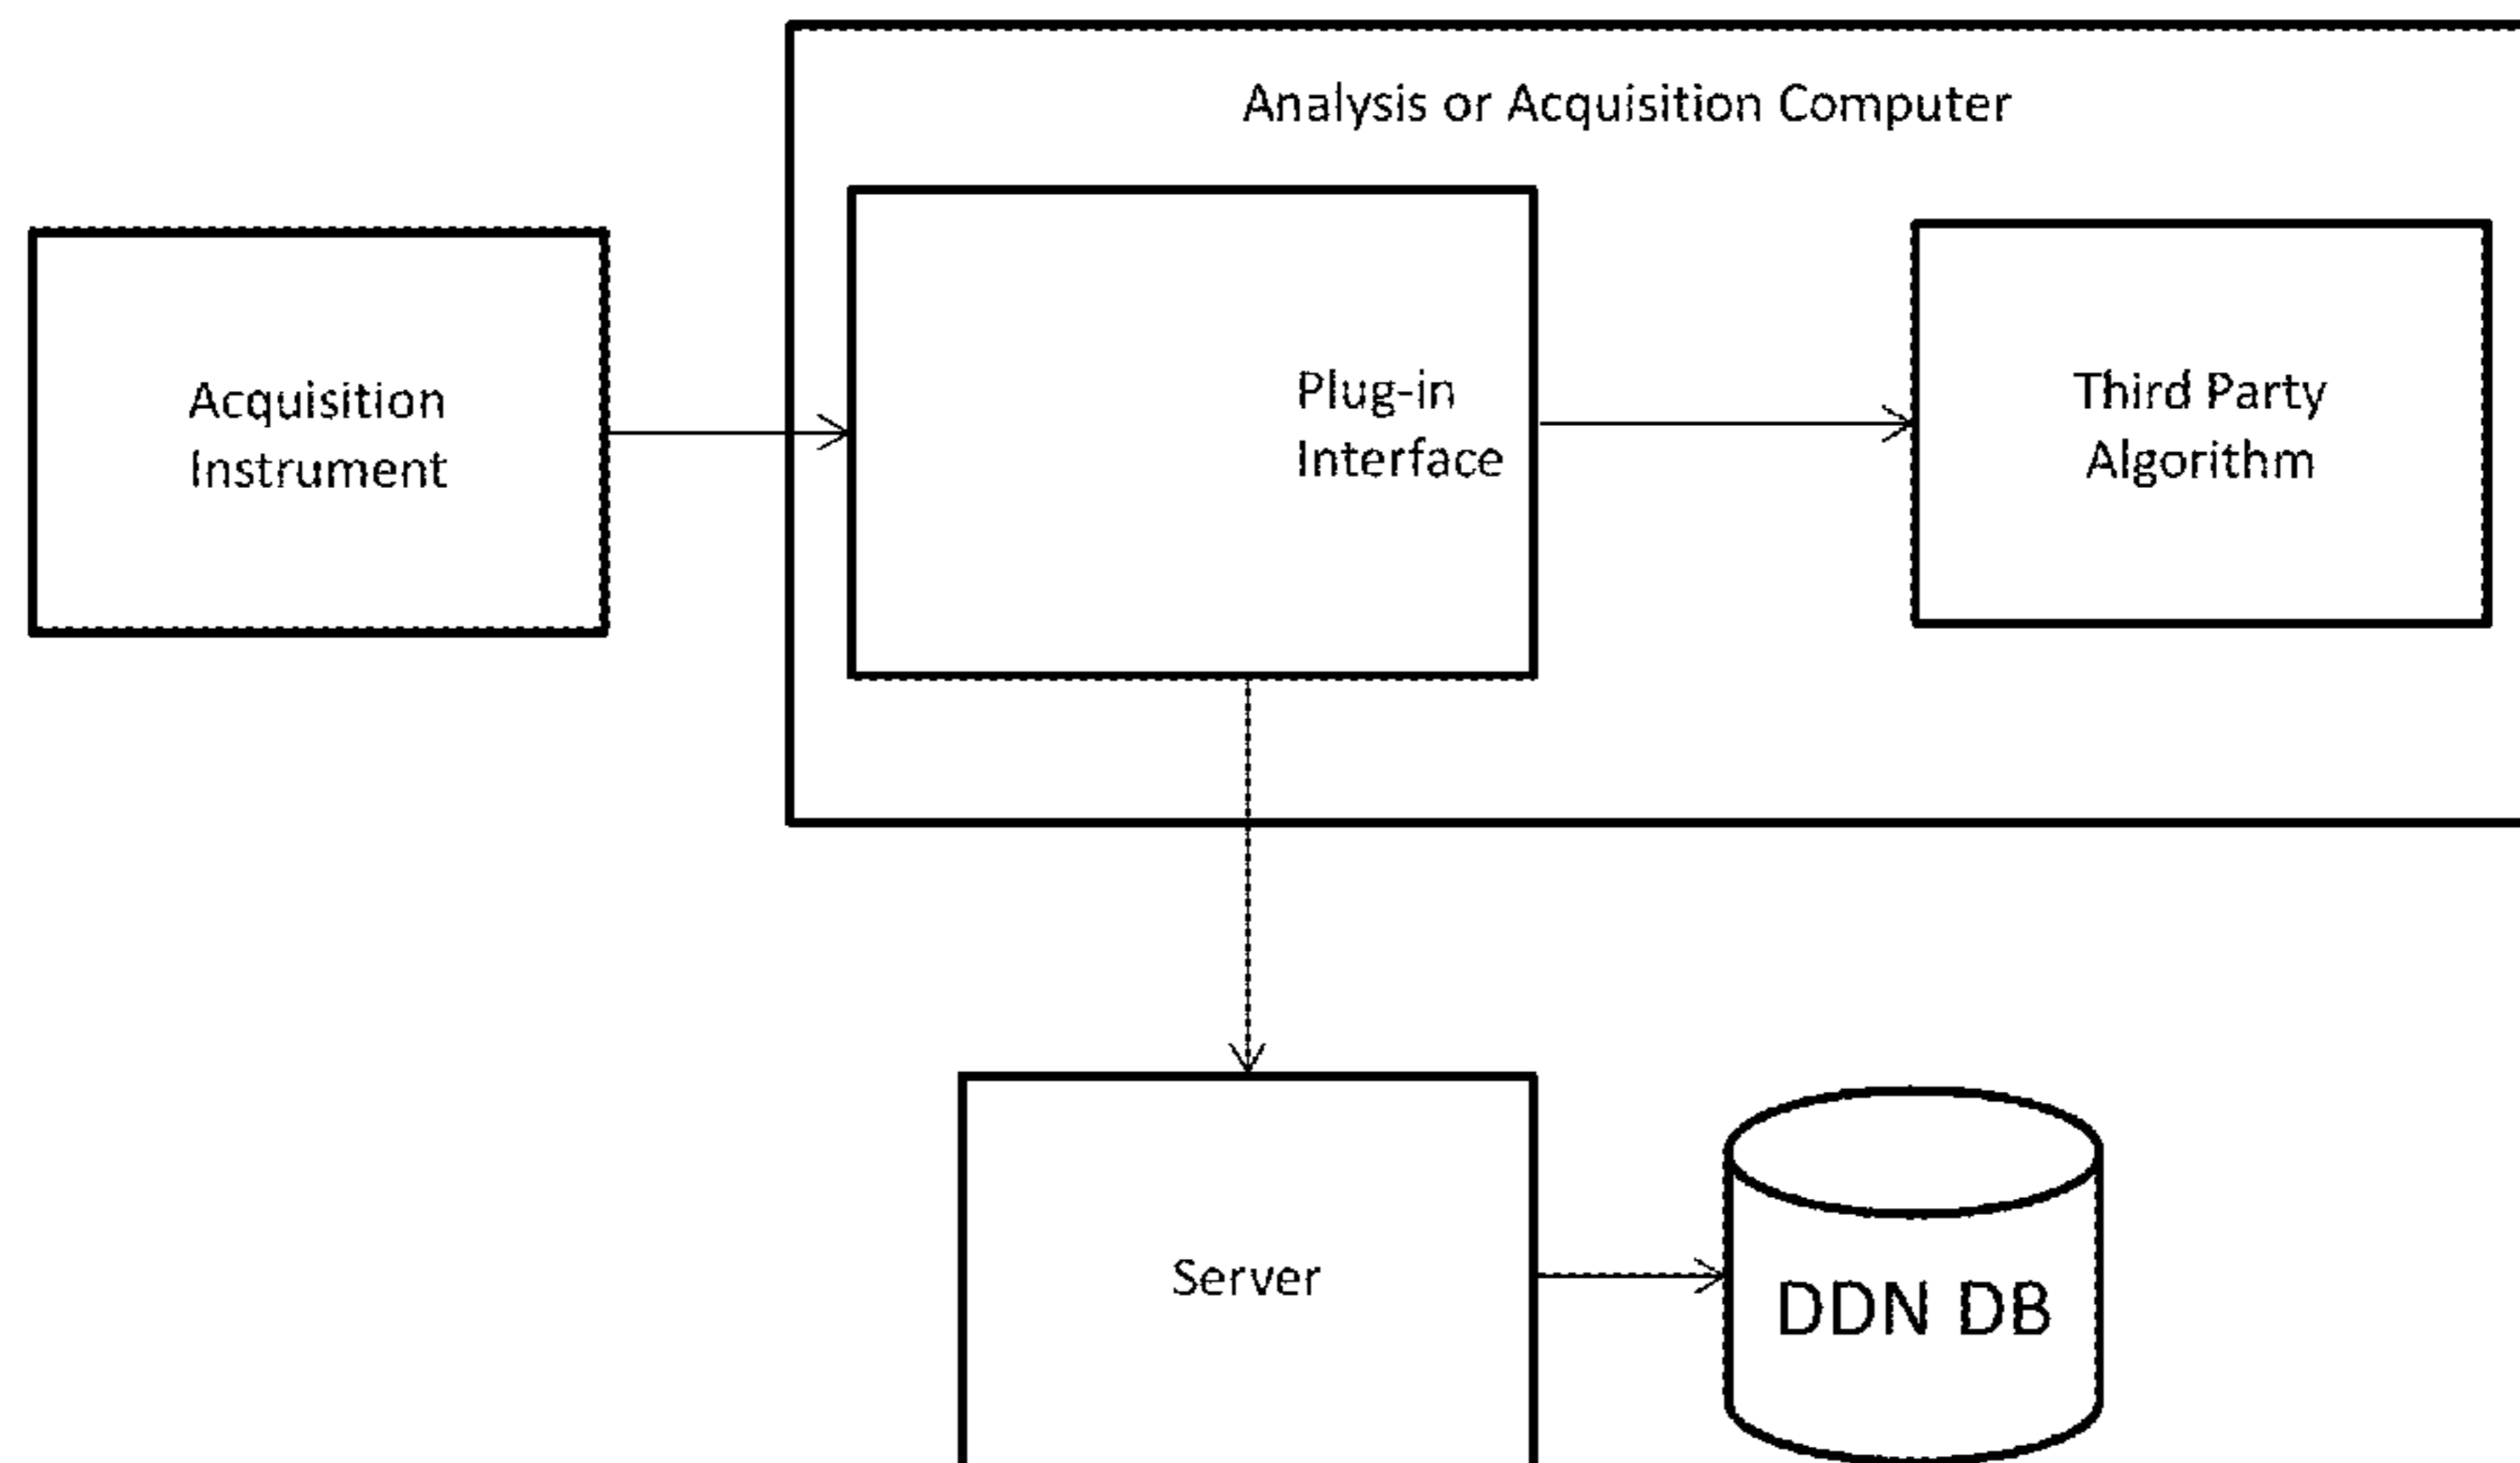 Analysis or Acquisition Computer
Acquisition
Instrument
Plug-in
Interface
Third Party
Algorithm
Server
DDN DB